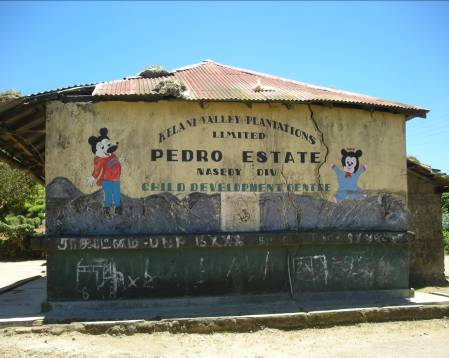 KELANI VALLEY PLANTATIONS
LIMITED
PEDRO ESTATE
NASEBY DIV
CHILD DEVELOPMENT CENTRE